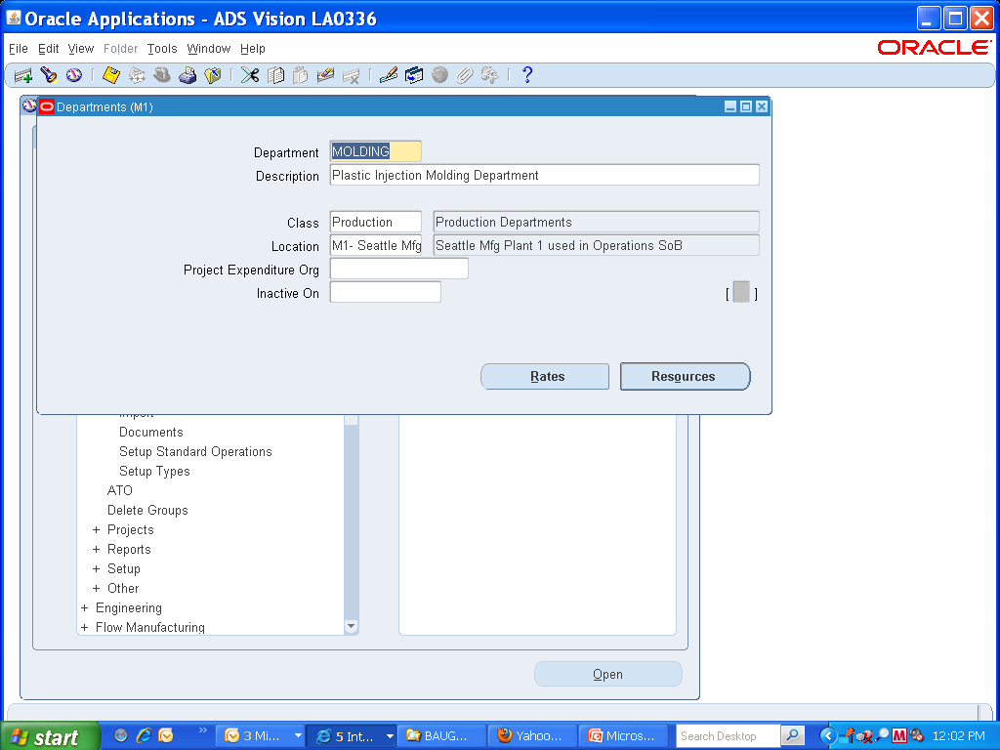 Oracle Applications - ADS Vision LA0336
File Edit View Folder Tools Window Help
ORACLE
Departments (M1)
Department MOLDING
Description Plastic Injection Molding Department
Class Production Production Departments
Location M1- Seattle Mfg Seattle Mfg Plant 1 used in Operations SoB
Project Expenditure Org
Inactive On [ ]
Rates Resources
Import
Documents
Setup Standard Operations
Setup Types
ATO
Delete Groups
+ Projects
+ Reports
+ Setup
+ Other
+ Engineering
+ Flow Manufacturing
Open
start » 3 Mi... 5 Int... BAUG... Yahoo... Micros... Search Desktop 12:02 PM